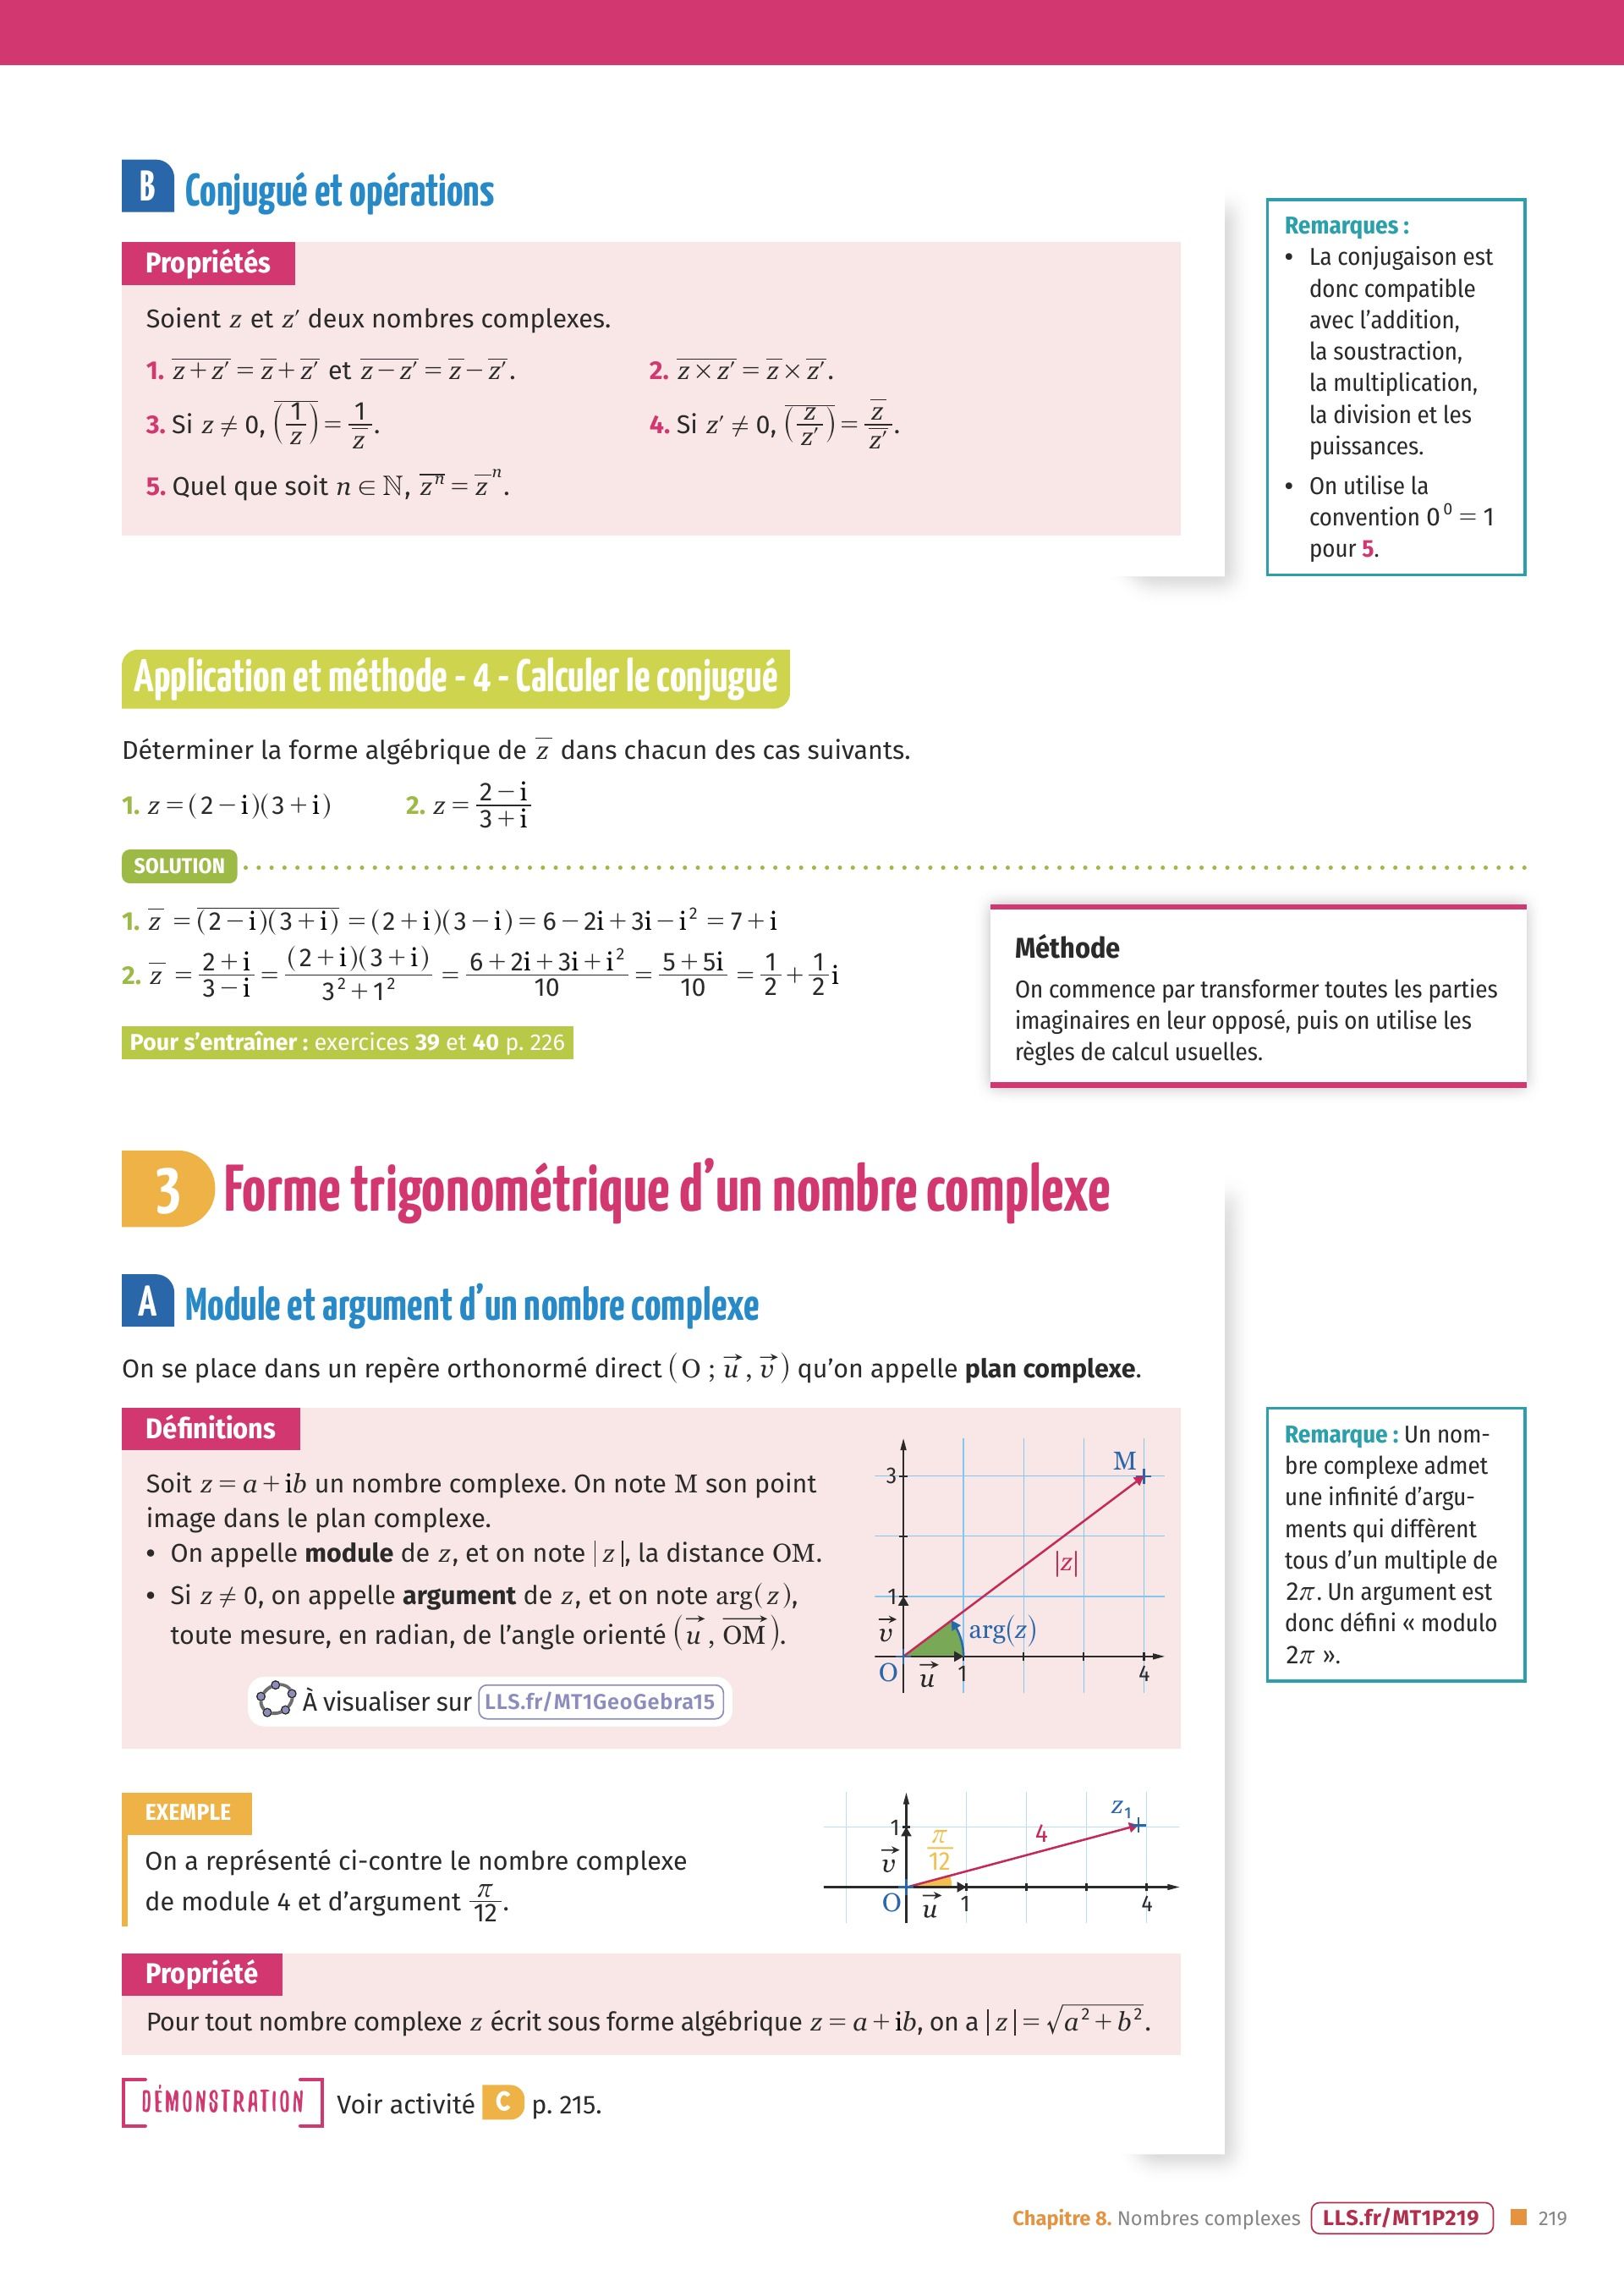 B Conjugué et opérations
Propriétés
Soient z et z′ deux nombres complexes.
1. $\overline{z+z'}=\overline{z}+\overline{z'}$ et $\overline{z-z'}=\overline{z}-\overline{z'}$.
2. $\overline{z\times z'}=\overline{z}\times\overline{z'}$.
3. Si z ≠ 0, $\overline{\left(\frac{1}{z}\right)}=\frac{1}{\overline{z}}$.
4. Si z′ ≠ 0, $\overline{\left(\frac{z}{z'}\right)}=\frac{\overline{z}}{\overline{z'}}$.
5. Quel que soit n ∈ ℕ, $\overline{z^n}=\overline{z}^n$.
Remarques :
• La conjugaison est
donc compatible
avec l’addition,
la soustraction,
la multiplication,
la division et les
puissances.
• On utilise la
convention 0⁰ = 1
pour 5.
Application et méthode - 4 - Calculer le conjugué
Déterminer la forme algébrique de $\overline{z}$ dans chacun des cas suivants.
1. z = (2 − i)(3 + i)
2. $z=\frac{2-i}{3+i}$
SOLUTION
1. $\overline{z}=\overline{(2-i)(3+i)}=(2+i)(3-i)=6-2i+3i-i^2=7+i$
2. $\overline{z}=\frac{2+i}{3-i}=\frac{(2+i)(3+i)}{3^2+1^2}=\frac{6+2i+3i+i^2}{10}=\frac{5+5i}{10}=\frac{1}{2}+\frac{1}{2}i$
Pour s’entraîner : exercices 39 et 40 p. 226
Méthode
On commence par transformer toutes les parties
imaginaires en leur opposé, puis on utilise les
règles de calcul usuelles.
3 Forme trigonométrique d’un nombre complexe
A Module et argument d’un nombre complexe
On se place dans un repère orthonormé direct $(O\,;\vec{u},\vec{v})$ qu’on appelle plan complexe.
Définitions
Soit z = a + ib un nombre complexe. On note M son point
image dans le plan complexe.
• On appelle module de z, et on note |z|, la distance OM.
• Si z ≠ 0, on appelle argument de z, et on note arg(z),
toute mesure, en radian, de l’angle orienté $(\vec{u},\overrightarrow{OM})$.
À visualiser sur LLS.fr/MT1GeoGebra15
M
3
|z|
1
$\vec{v}$
arg(z)
O
$\vec{u}$
1
4
Remarque : Un nom-
bre complexe admet
une infinité d’argu-
ments qui diffèrent
tous d’un multiple de
2π. Un argument est
donc défini « modulo
2π ».
EXEMPLE
On a représenté ci-contre le nombre complexe
de module 4 et d’argument $\frac{\pi}{12}$.
z₁
1
4
$\frac{\pi}{12}$
$\vec{v}$
O
$\vec{u}$
1
4
Propriété
Pour tout nombre complexe z écrit sous forme algébrique z = a + ib, on a $|z|=\sqrt{a^2+b^2}$.
DÉMONSTRATION Voir activité C p. 215.
Chapitre 8. Nombres complexes LLS.fr/MT1P219 219